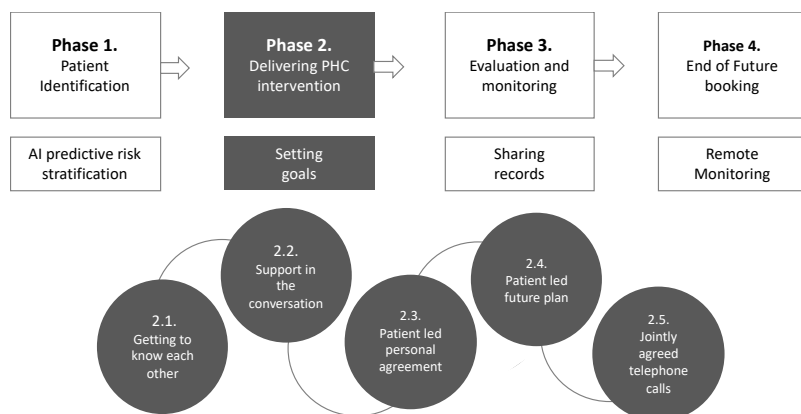 Phase 1.
Patient
Identification
Phase 2.
Delivering PHC
intervention
Phase 3.
Evaluation and
monitoring
Phase 4.
End of Future
booking
AI predictive risk
stratification
Setting
goals
Sharing
records
Remote
Monitoring
2.1.
Getting to
know each
other
2.2.
Support in
the
conversation
2.3.
Patient led
personal
agreement
2.4.
Patient led
future plan
2.5.
Jointly
agreed
telephone
calls